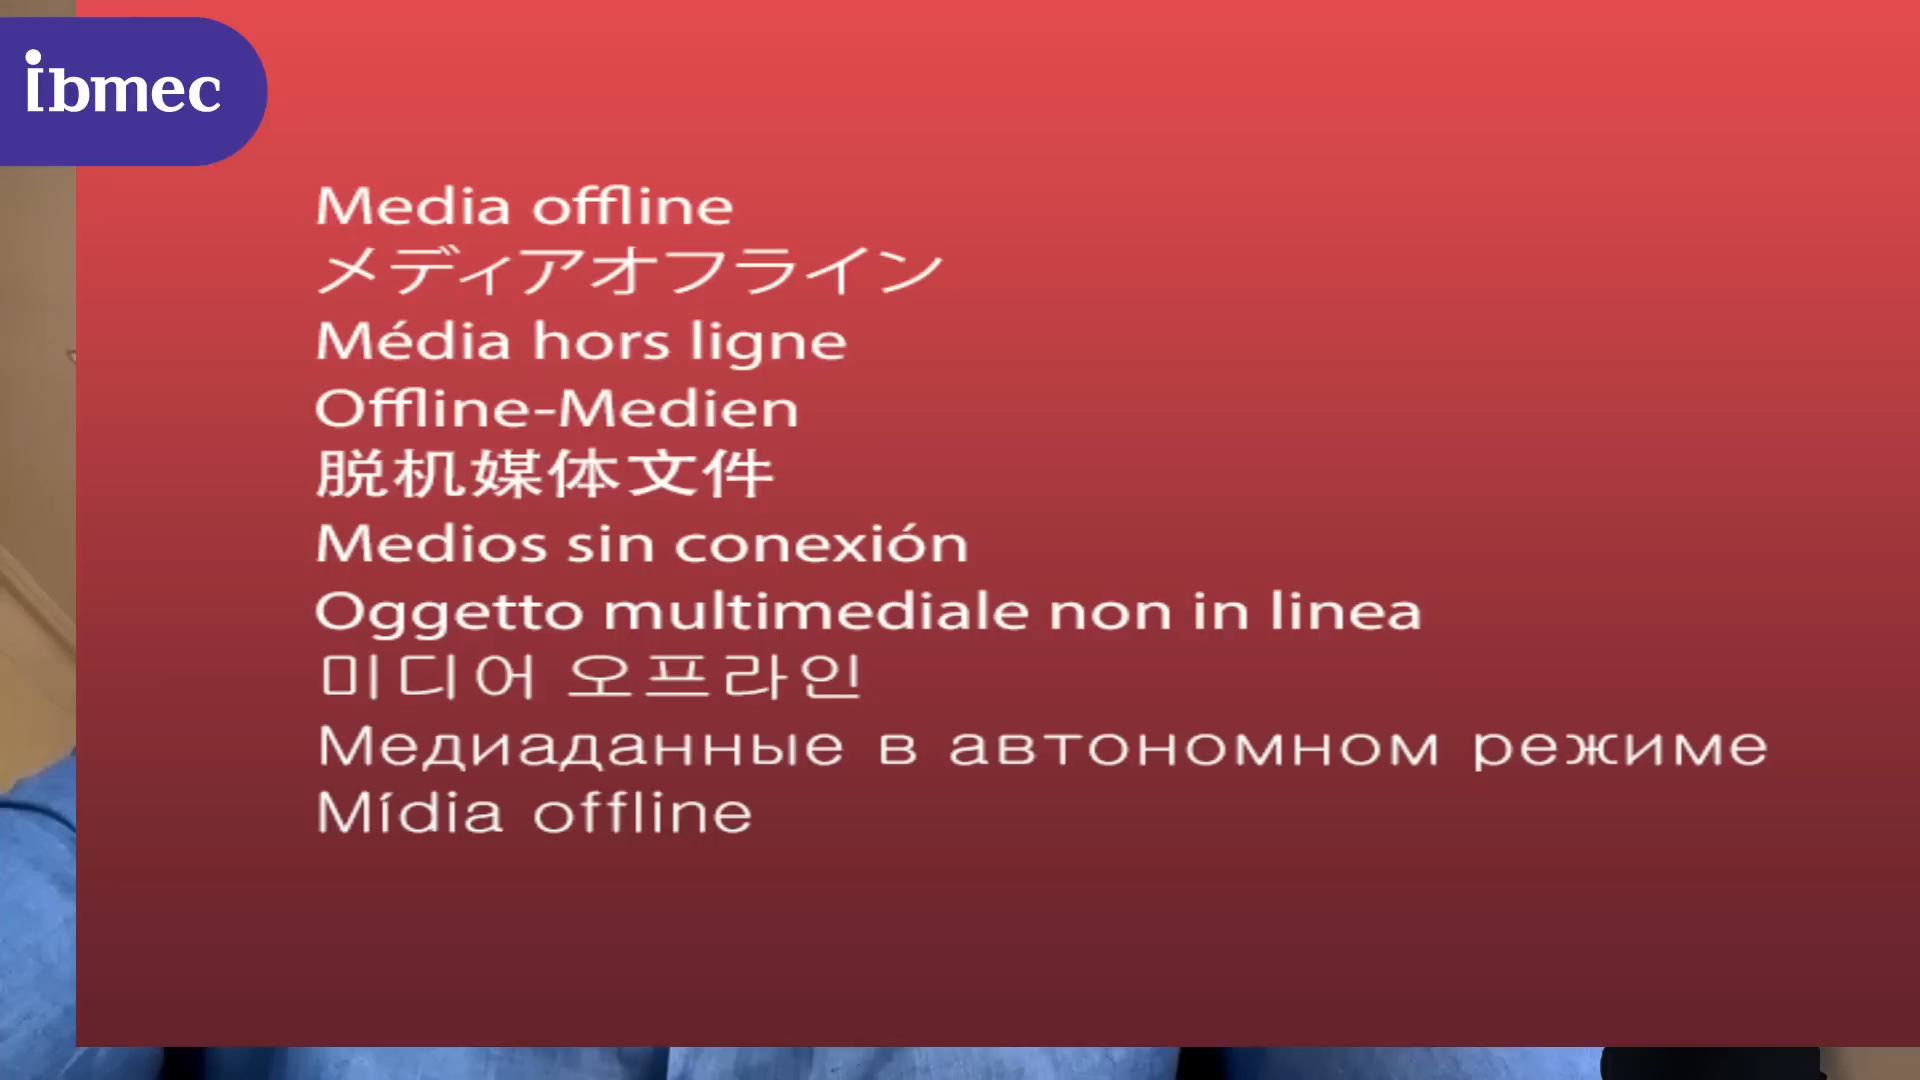 ibmec
Media offline
メディアオフライン
Média hors ligne
Offline-Medien
脱机媒体文件
Medios sin conexión
Oggetto multimediale non in linea
미디어 오프라인
Медиаданные в автономном режиме
Mídia offline